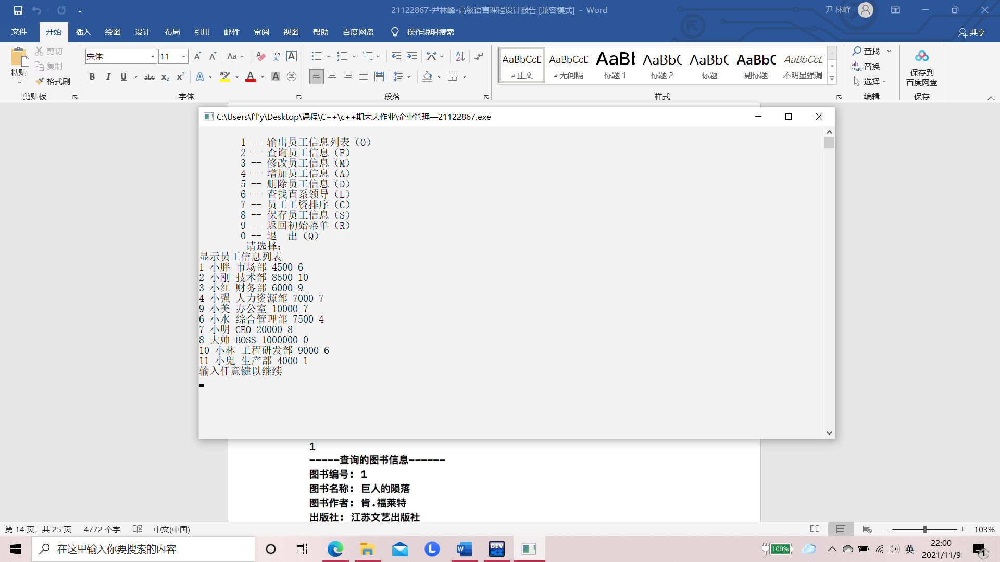 21122867-尹林峰-高级语言课程设计报告 [兼容模式] - Word
尹 林峰
文件 开始 插入 绘图 设计 布局 引用 邮件 审阅 视图 帮助 百度网盘 操作说明搜索 共享
粘贴
剪切
复制
格式刷
剪贴板
宋体 11
字体
段落
AaBbCcD 正文
AaBbCcD 无间隔
AaBl 标题 1
AaBbC 标题 2
AaBbC 标题
AaBbC 副标题
AaBbCcD 不明显强调
样式
查找
替换
选择
编辑
保存到
百度网盘
保存
C:\Users\f'l'y\Desktop\课程\C++\c++期末大作业\企业管理—21122867.exe
1 -- 输出员工信息列表（O）
2 -- 查询员工信息（F）
3 -- 修改员工信息（M）
4 -- 增加员工信息（A）
5 -- 删除员工信息（D）
6 -- 查找直系领导（L）
7 -- 员工工资排序（C）
8 -- 保存员工信息（S）
9 -- 返回初始菜单（R）
0 -- 退  出（Q）
请选择：
显示员工信息列表
1 小胖 市场部 4500 6
2 小刚 技术部 8500 10
3 小红 财务部 6000 9
4 小强 人力资源部 7000 7
9 小美 办公室 10000 7
6 小水 综合管理部 7500 4
7 小明 CEO 20000 8
8 大帅 BOSS 1000000 0
10 小林 工程研发部 9000 6
11 小鬼 生产部 4000 1
输入任意键以继续
1
-----查询的图书信息------
图书编号: 1
图书名称: 巨人的陨落
图书作者: 肯.福莱特
出版社: 江苏文艺出版社
第 14 页，共 25 页 4772 个字 中文(中国) 103%
在这里输入你要搜索的内容
100%
英
22:00
2021/11/9
1